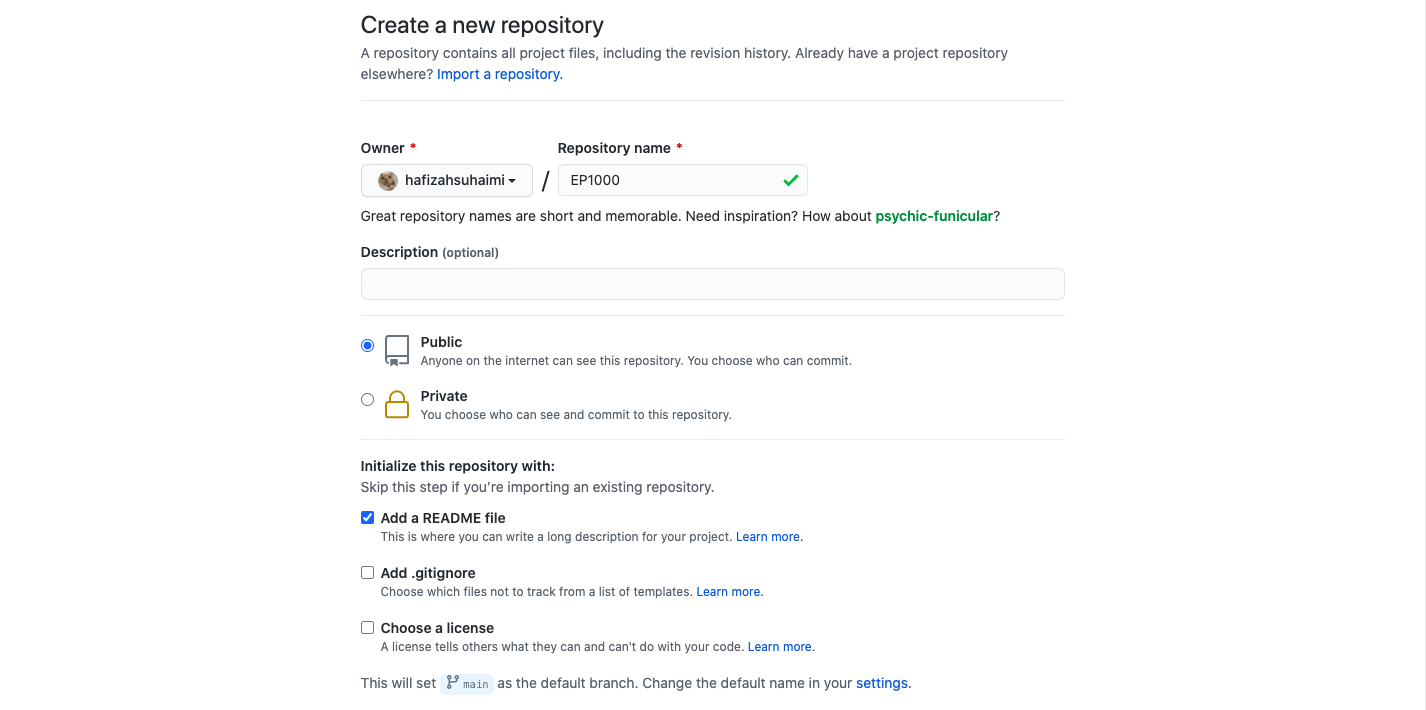 Create a new repository
A repository contains all project files, including the revision history. Already have a project repository
elsewhere? Import a repository.
Owner * Repository name *
hafizahsuhaimi / EP1000
Great repository names are short and memorable. Need inspiration? How about psychic-funicular?
Description (optional)
Public
Anyone on the internet can see this repository. You choose who can commit.
Private
You choose who can see and commit to this repository.
Initialize this repository with:
Skip this step if you’re importing an existing repository.
Add a README file
This is where you can write a long description for your project. Learn more.
Add .gitignore
Choose which files not to track from a list of templates. Learn more.
Choose a license
A license tells others what they can and can't do with your code. Learn more.
This will set main as the default branch. Change the default name in your settings.